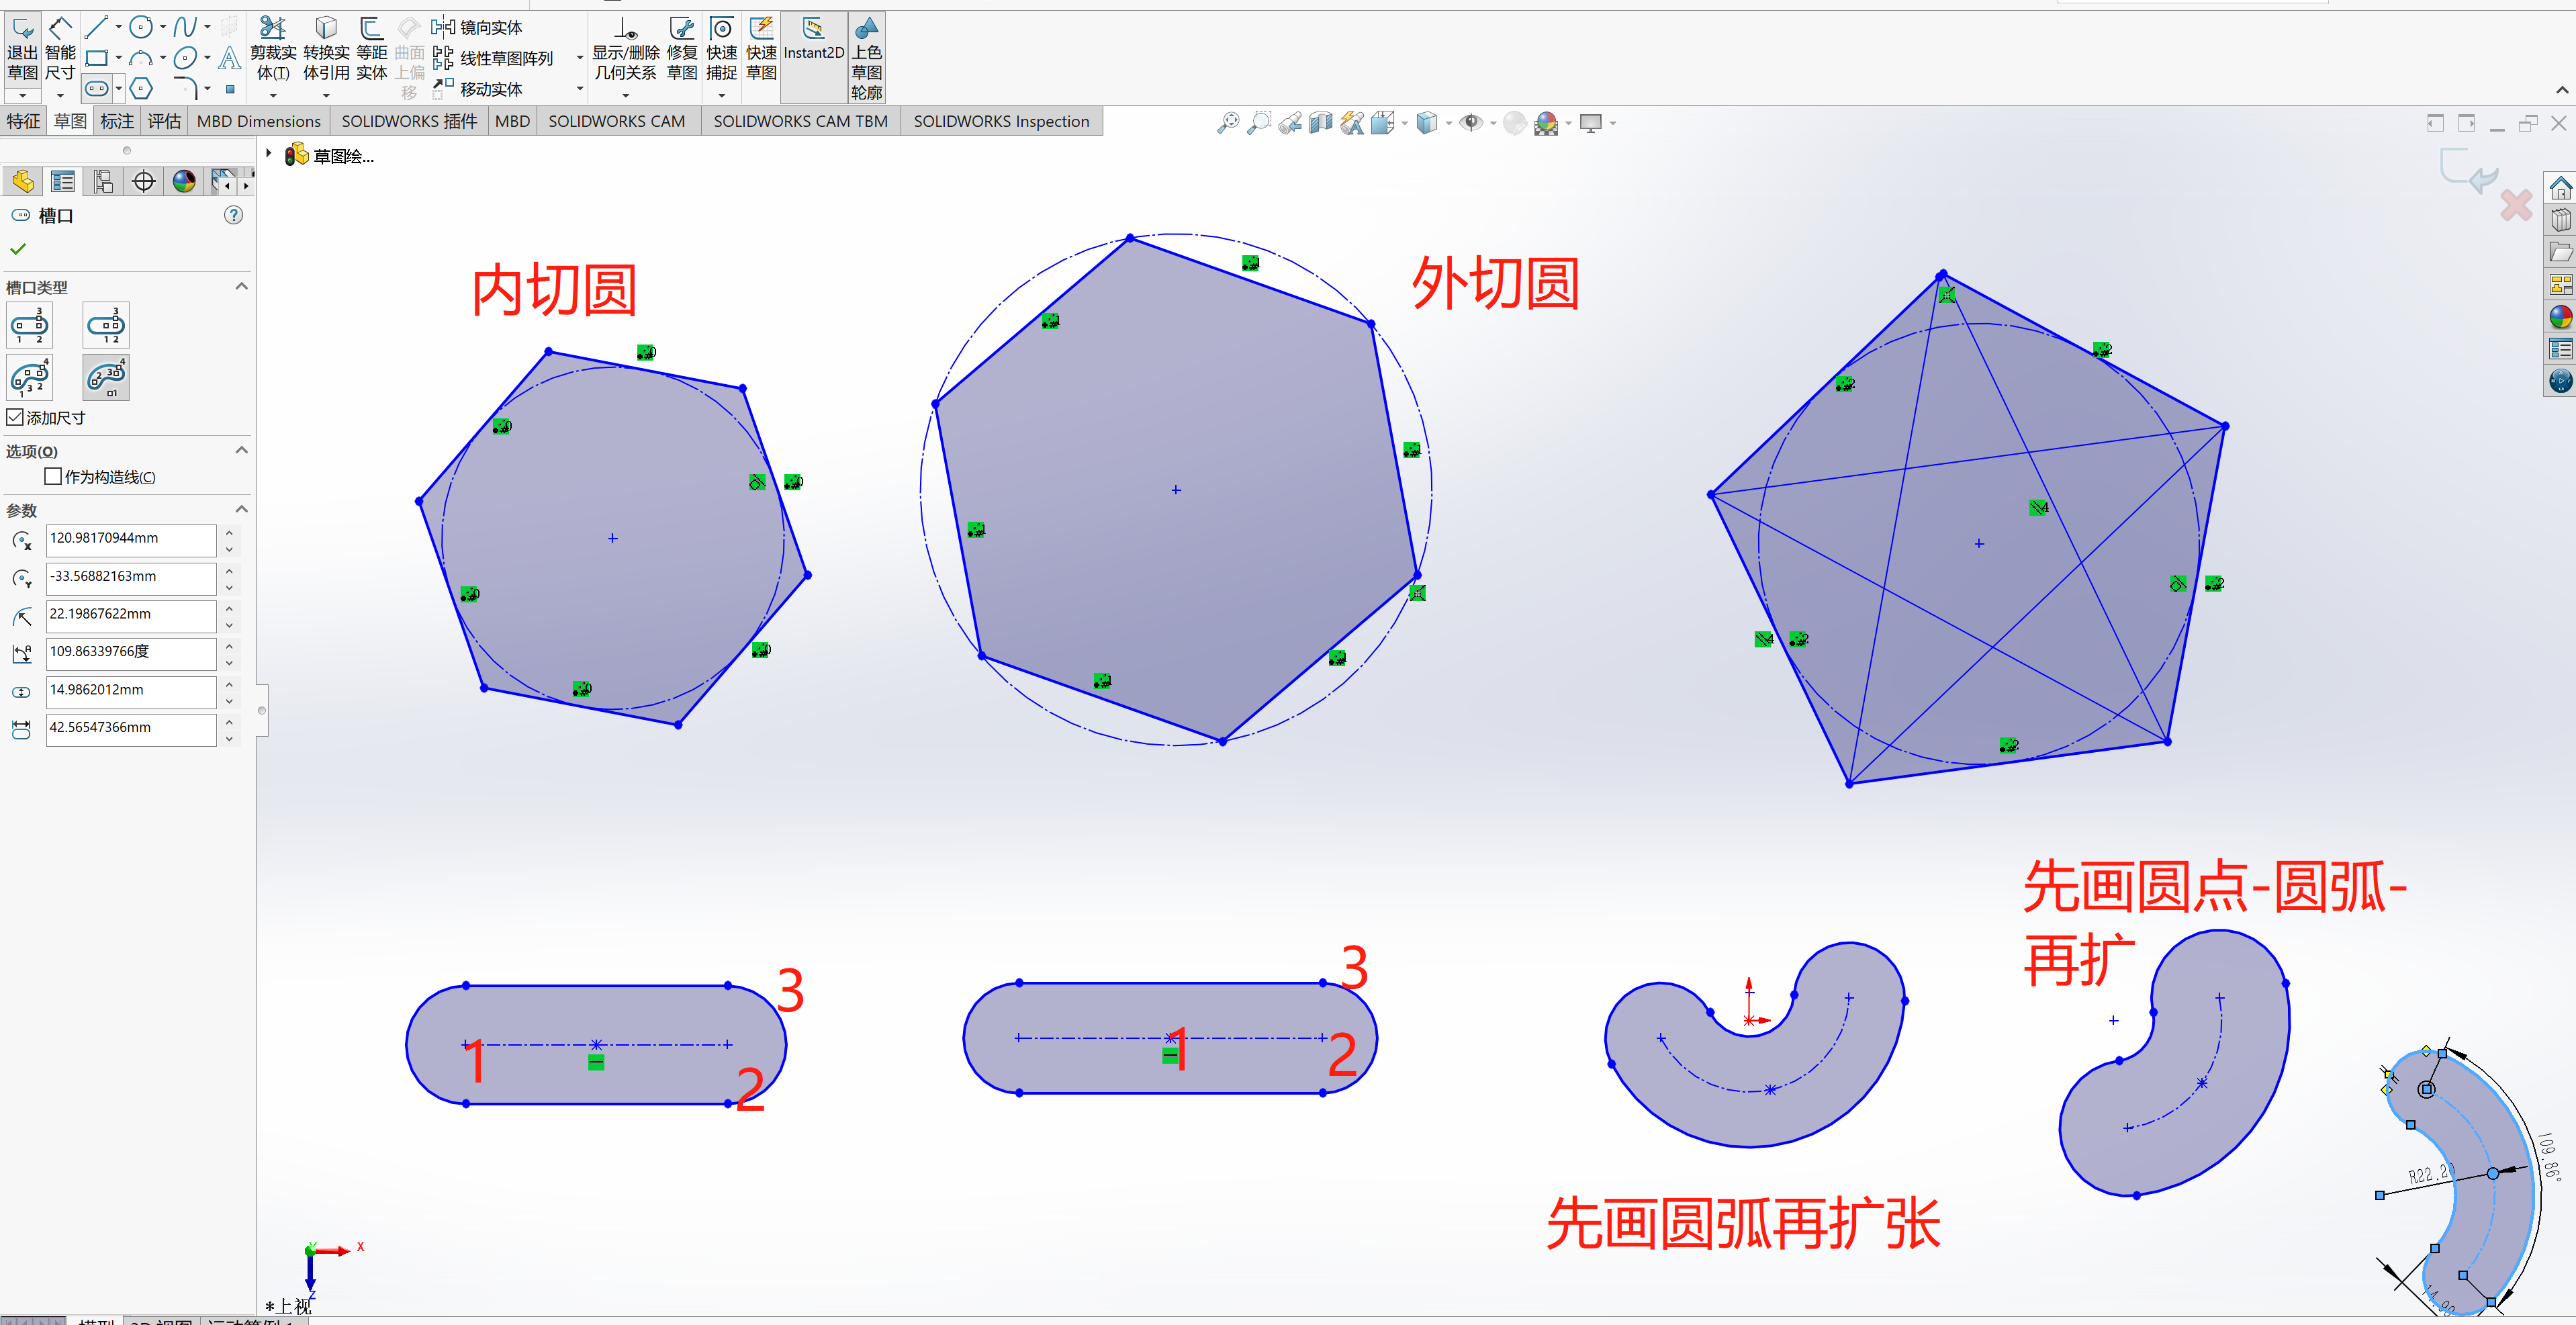 退出草图
智能尺寸
剪裁实体(T)
转换实体引用
等距实体
曲面上偏移
镜向实体
线性草图阵列
移动实体
显示/删除几何关系
修复草图
快速捕捉
快速草图
Instant2D
上色草图轮廓
特征 草图 标注 评估 MBD Dimensions SOLIDWORKS 插件 MBD SOLIDWORKS CAM SOLIDWORKS CAM TBM SOLIDWORKS Inspection
草图绘...
槽口
槽口类型
添加尺寸
选项(O)
作为构造线(C)
参数
120.98170944mm
-33.56882163mm
22.19867622mm
109.86339766度
14.9862012mm
42.56547366mm
内切圆
外切圆
先画圆点-圆弧-
再扩
3
1
2
3
1
2
先画圆弧再扩张
R22.20
109.86°
X
Z
*上视
模型 3D 视图 运动算例 1